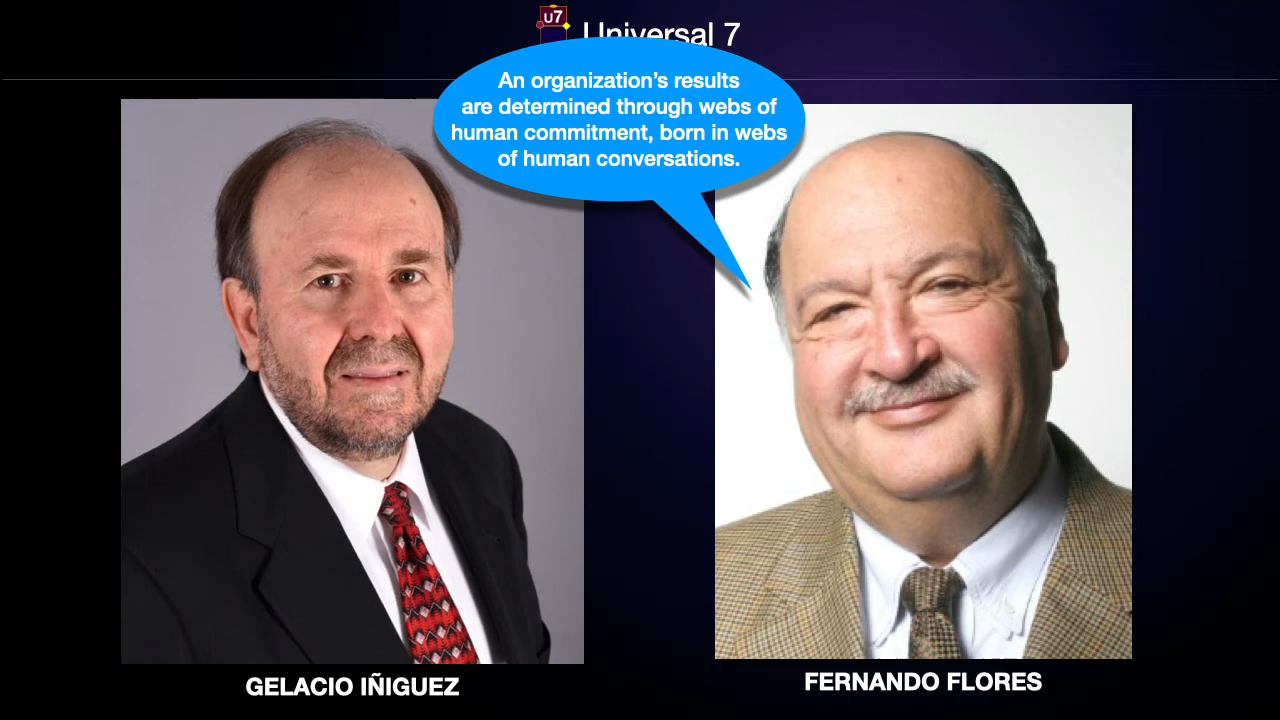 U7
Universal 7
An organization's results
are determined through webs of
human commitment, born in webs
of human conversations.
GELACIO IÑIGUEZ
FERNANDO FLORES